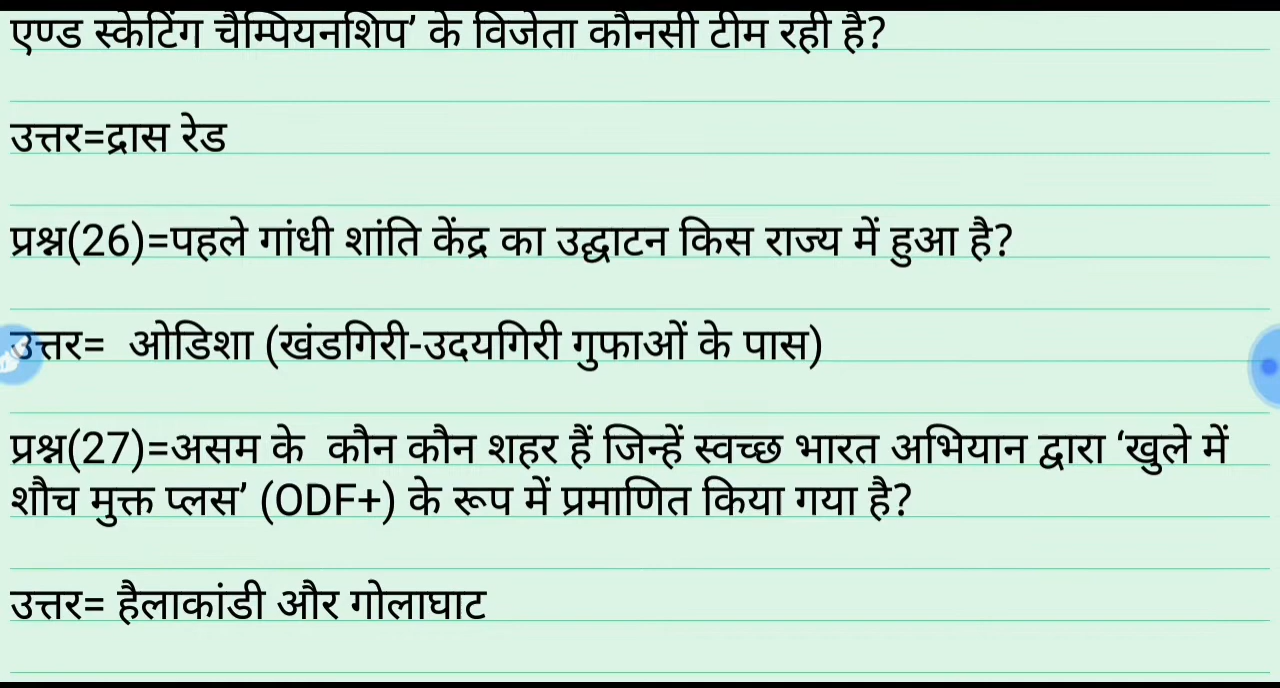 एण्ड स्केटिंग चैम्पियनशिप’ के विजेता कौनसी टीम रही है?
उत्तर=द्रास रेड
प्रश्न(26)=पहले गांधी शांति केंद्र का उद्घाटन किस राज्य में हुआ है?
उत्तर= ओडिशा (खंडगिरी-उदयगिरी गुफाओं के पास)
प्रश्न(27)=असम के कौन कौन शहर हैं जिन्हें स्वच्छ भारत अभियान द्वारा ‘खुले में
शौच मुक्त प्लस’ (ODF+) के रूप में प्रमाणित किया गया है?
उत्तर= हैलाकांडी और गोलाघाट